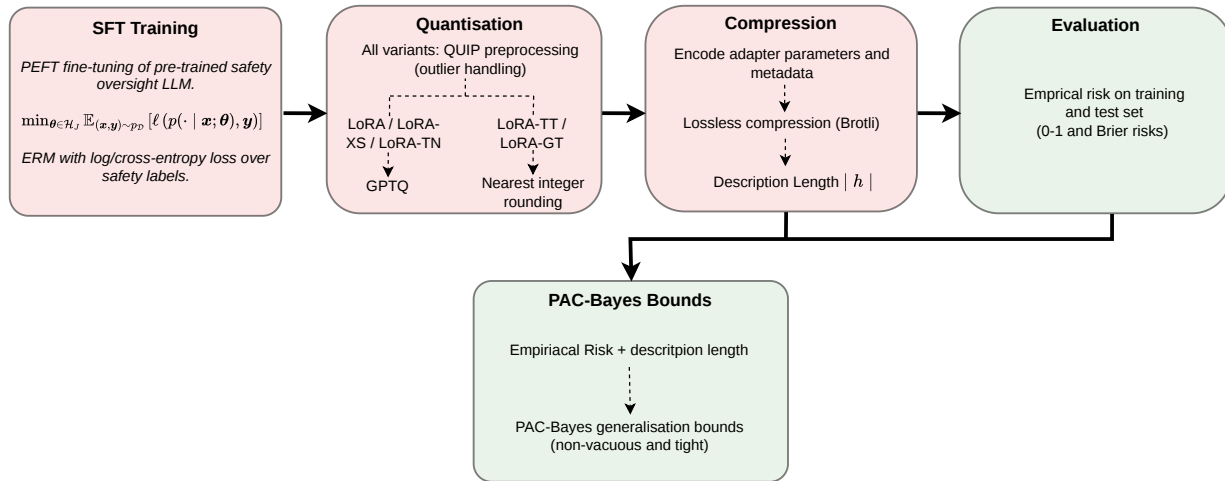 SFT Training
PEFT fine-tuning of pre-trained safety
oversight LLM.
min_{θ∈ℋ_J} 𝔼_{(x,y)∼p_𝒟} [ℓ (p(· | x; θ), y)]
ERM with log/cross-entropy loss over
safety labels.
Quantisation
All variants: QUIP preprocessing
(outlier handling)
LoRA / LoRA-
XS / LoRA-TN
GPTQ
LoRA-TT /
LoRA-GT
Nearest integer
rounding
Compression
Encode adapter parameters and
metadata
Lossless compression (Brotli)
Description Length | h |
Evaluation
Emprical risk on training
and test set
(0-1 and Brier risks)
PAC-Bayes Bounds
Empiriacal Risk + descritpion length
PAC-Bayes generalisation bounds
(non-vacuous and tight)